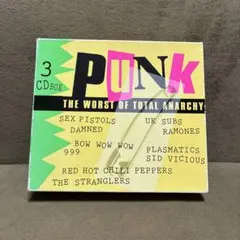 3
CD BOX
PUNK
THE WORST OF TOTAL ANARCHY
SEX PISTOLS UK SUBS
DAMNED RAMONES
BOW WOW WOW PLASMATICS
999 SID VICIOUS
RED HOT CHILI PEPPERS
THE STRANGLERS